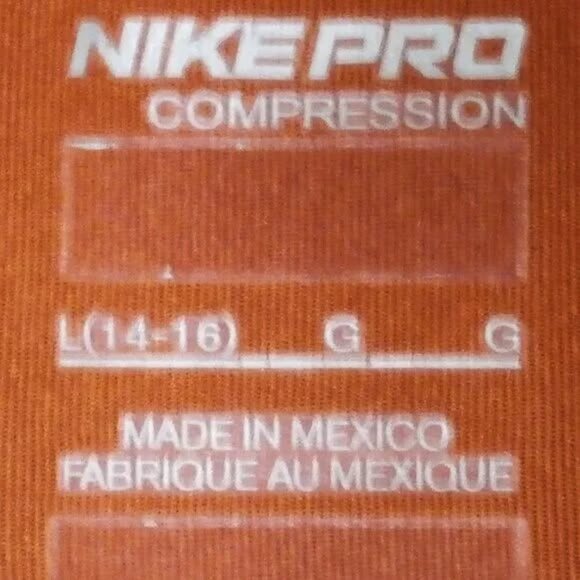 NIKE PRO
COMPRESSION
L(14-16) G G
MADE IN MEXICO
FABRIQUE AU MEXIQUE